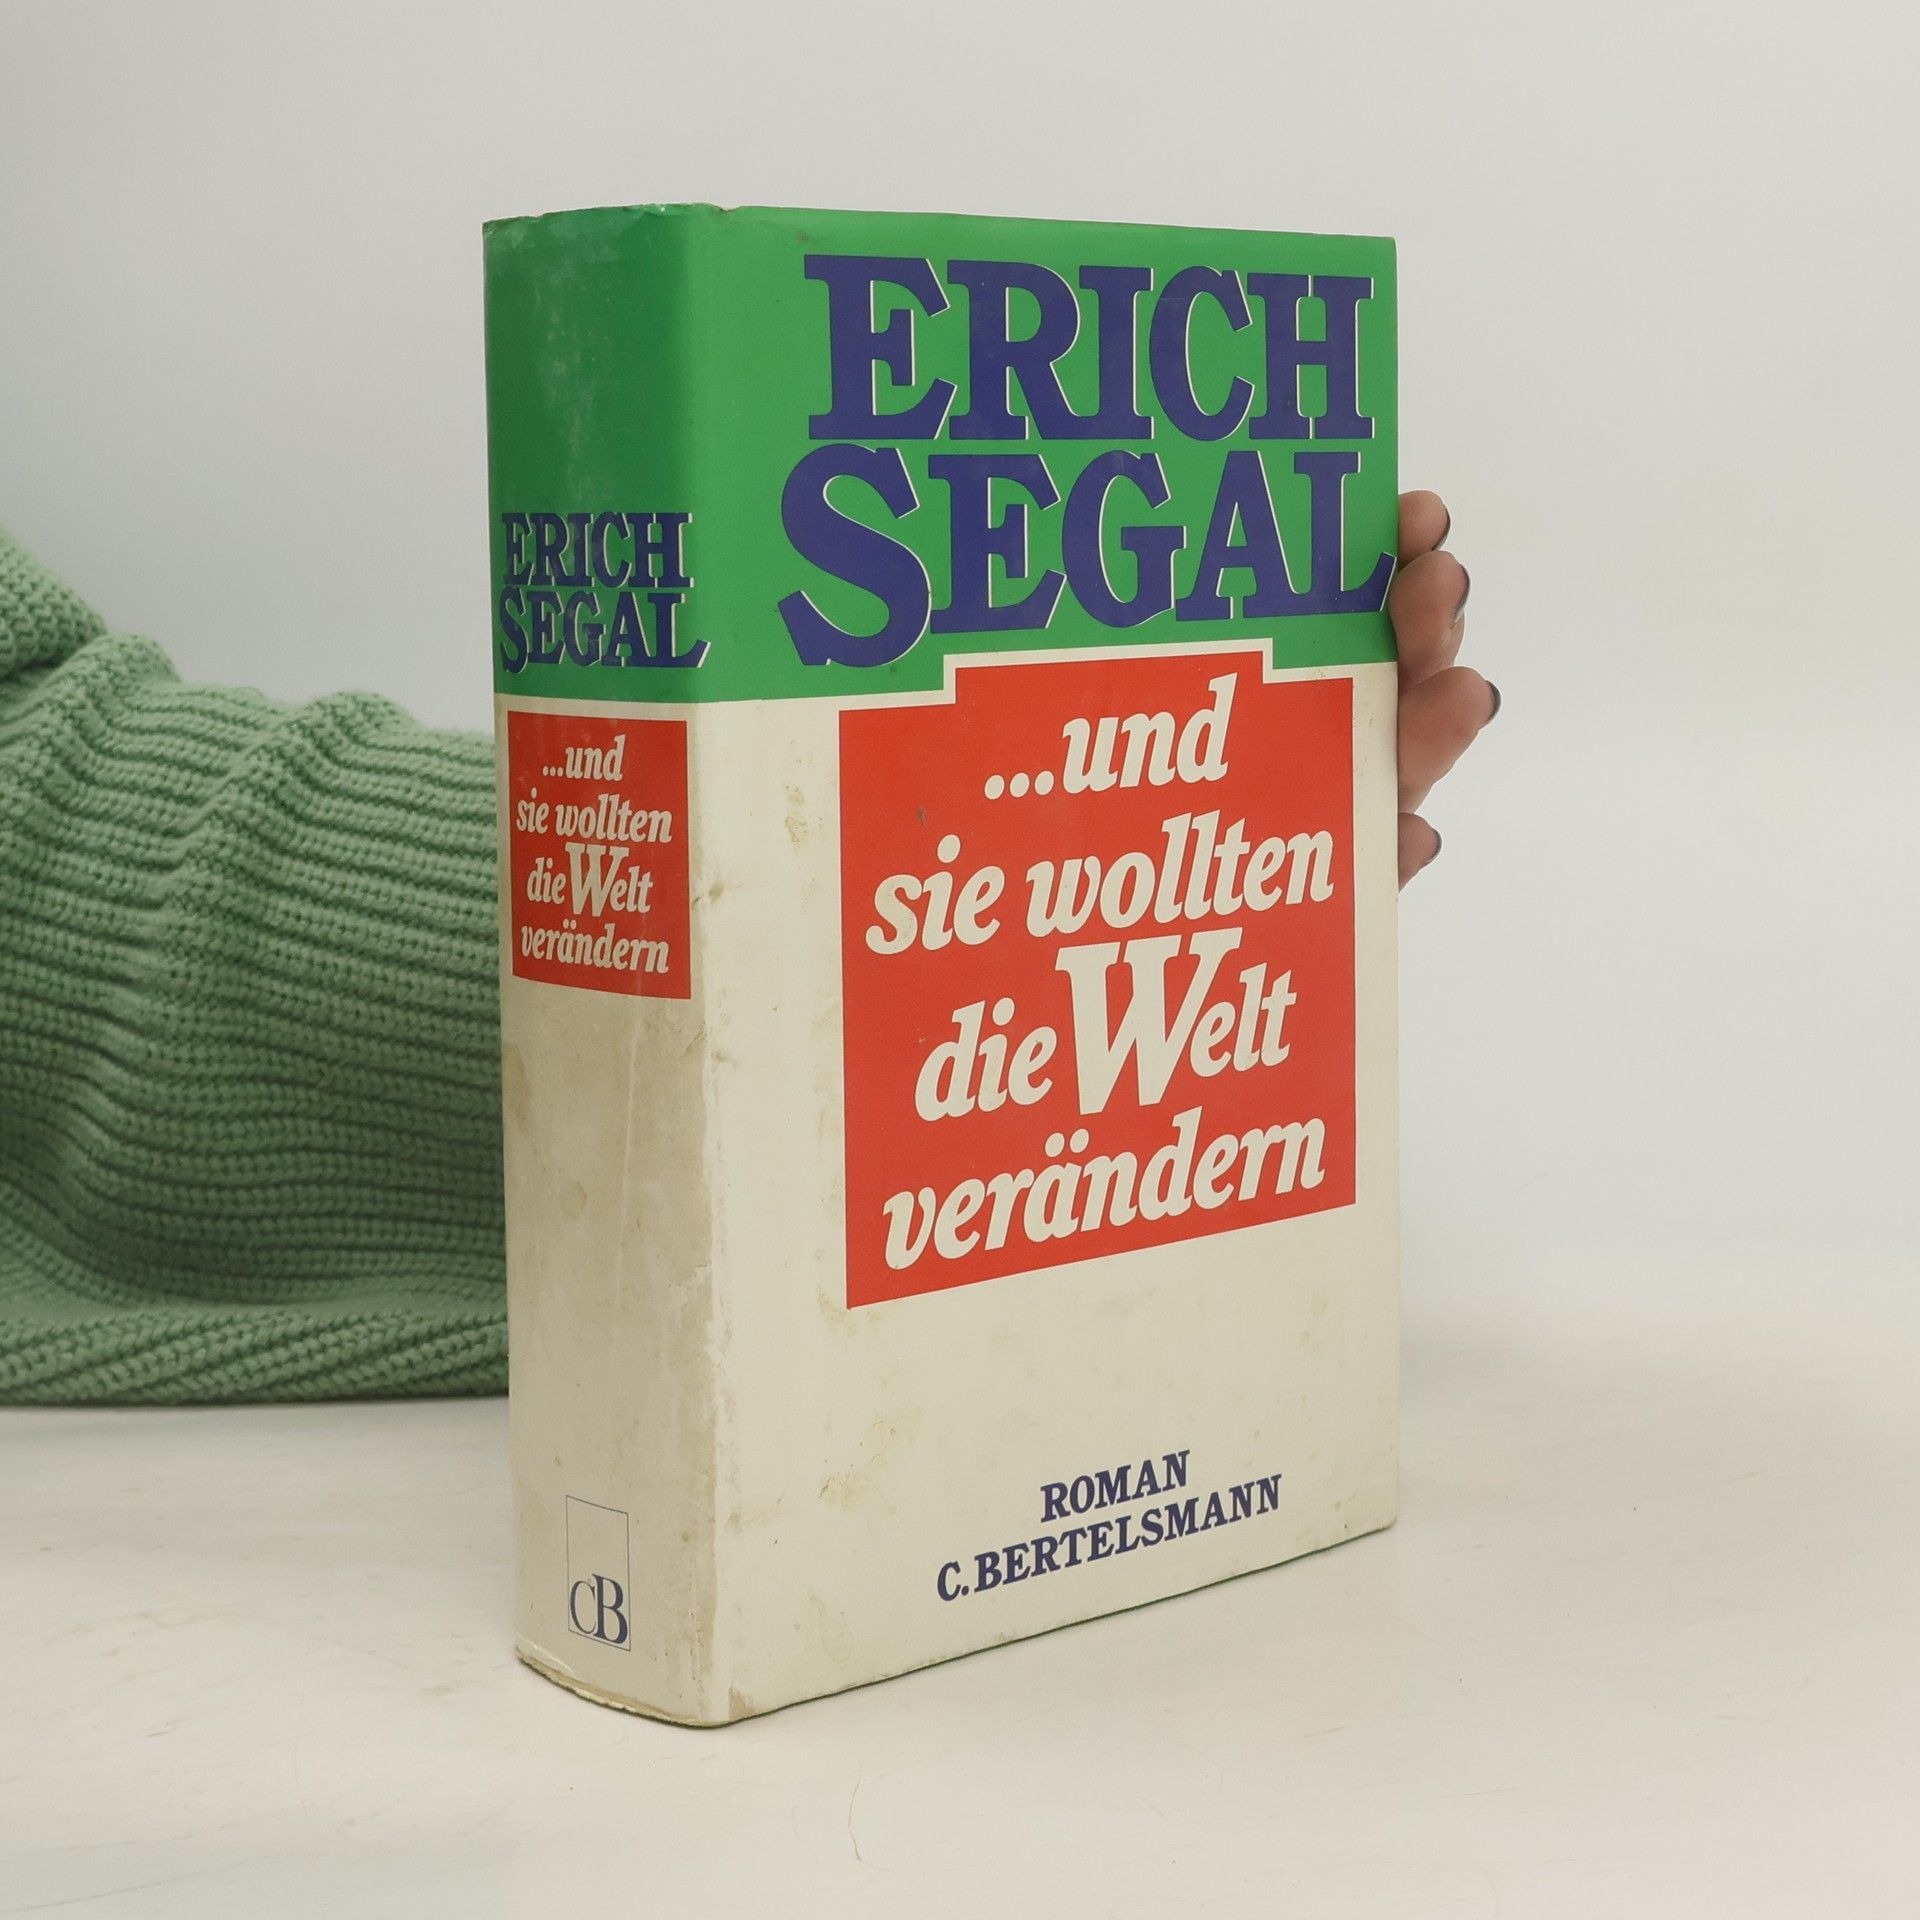 ERICH
SEGAL
...und
sie wollten
die Welt
verändern
CB
ERICH
SEGAL
...und
sie wollten
die Welt
verändern
ROMAN
C. BERTELSMANN